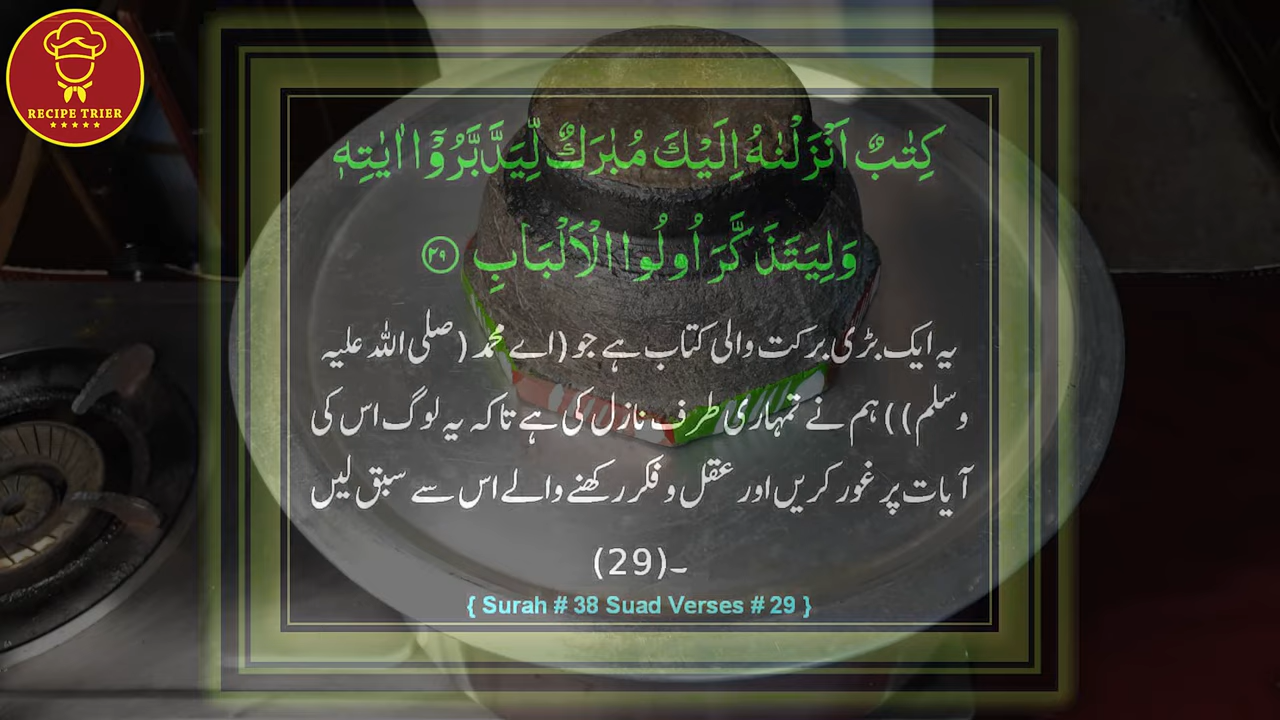 RECIPE TRIER
كِتٰبٌ اَنْزَلْنٰهُ اِلَيْكَ مُبٰرَكٌ لِّيَدَّبَّرُوْۤا اٰيٰتِهٖ
وَلِيَتَذَكَّرَ اُولُوا الْاَلْبَابِ ﴿۲۹﴾
یہ ایک بڑی برکت والی کتاب ہے جو (اے محمد (صلی اللہ علیہ
وسلم)) ہم نے تمہاری طرف نازل کی ہے تاکہ یہ لوگ اس کی
آیات پر غور کریں اور عقل و فکر رکھنے والے اس سے سبق لیں
۔(29)
{ Surah # 38 Suad Verses # 29 }